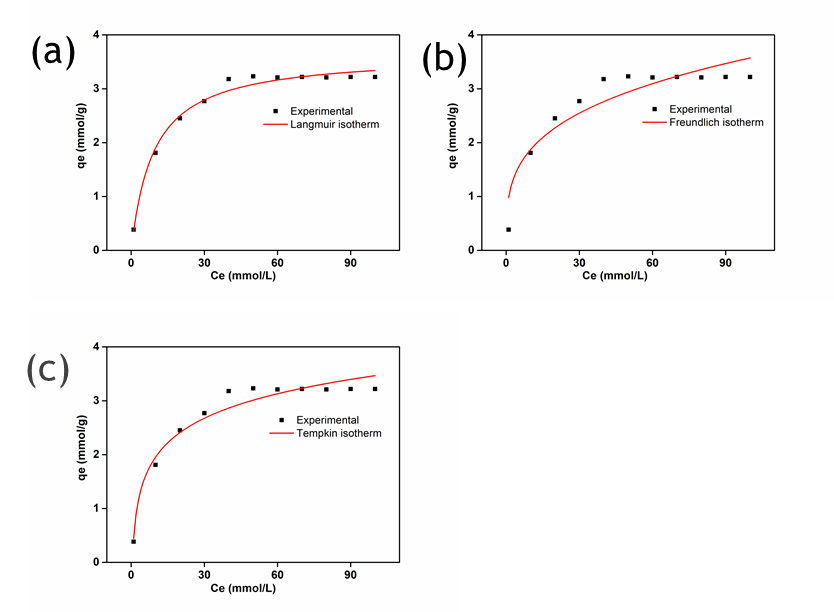 (a)
4
3
2
1
0
qe (mmol/g)
Experimental
Langmuir isotherm
0 30 60 90
Ce (mmol/L)
(b)
4
3
2
1
0
qe (mmol/g)
Experimental
Freundlich isotherm
0 30 60 90
Ce (mmol/L)
(c)
4
3
2
1
0
qe (mmol/g)
Experimental
Tempkin isotherm
0 30 60 90
Ce (mmol/L)